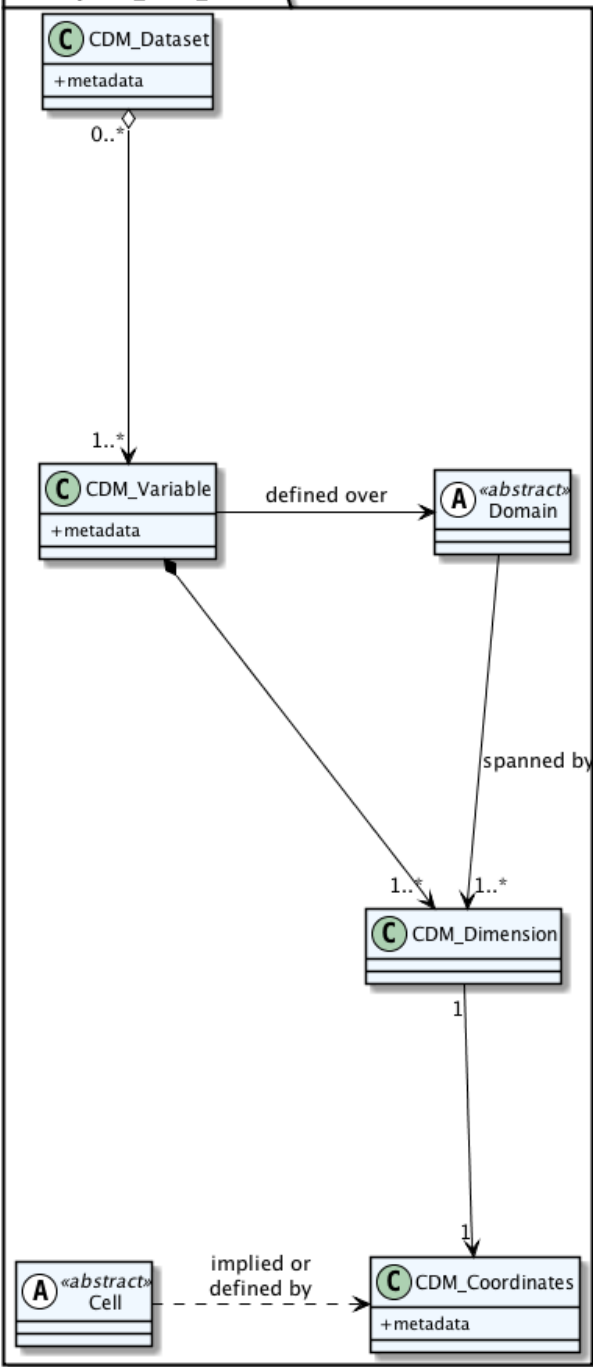 C CDM_Dataset
+metadata
0..*
1..*
C CDM_Variable
+metadata
defined over
A «abstract»
Domain
spanned by
1..*
1..*
C CDM_Dimension
1
1
A «abstract»
Cell
implied or
defined by
C CDM_Coordinates
+metadata